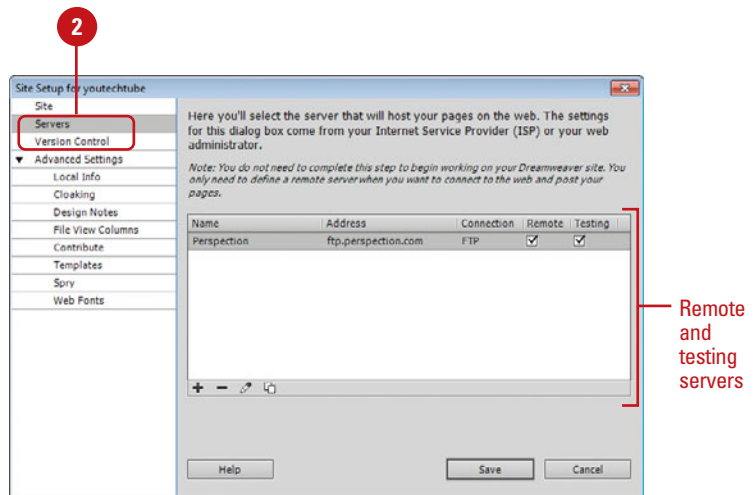 2
Site Setup for youtechtube
Site
Servers
Version Control
Advanced Settings
Local Info
Cloaking
Design Notes
File View Columns
Contribute
Templates
Spry
Web Fonts
Here you'll select the server that will host your pages on the web. The settings
for this dialog box come from your Internet Service Provider (ISP) or your web
administrator.
Note: You do not need to complete this step to begin working on your Dreamweaver site. You
only need to define a remote server when you want to connect to the web and post your
pages.
Name Address Connection Remote Testing
Perspection ftp.perspection.com FTP
Help Save Cancel
Remote
and
testing
servers